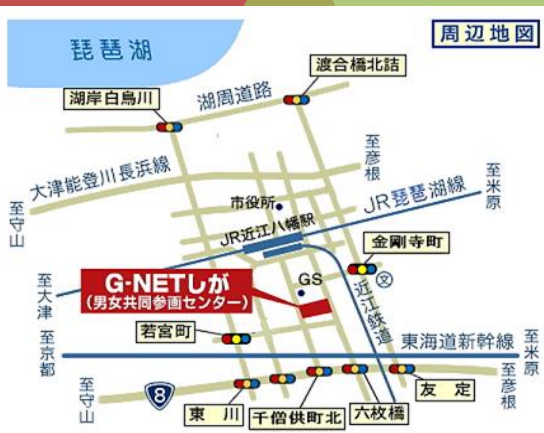 琵琶湖
周辺地図
渡合橋北詰
湖岸白鳥川
湖周道路
至彦根
大津能登川長浜線
至米原
至守山
市役所
JR琵琶湖線
JR近江八幡駅
金剛寺町
文
GS
G-NETしが
(男女共同参画センター)
至大津
近江鉄道
若宮町
至京都
東海道新幹線
至米原
至守山
8
東川
千僧供町北
六枚橋
友定
至彦根